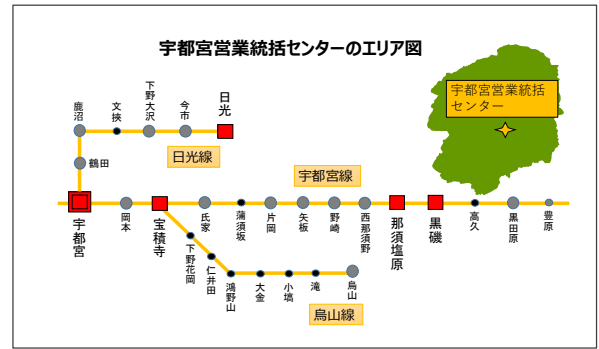 宇都宮営業統括センターのエリア図
宇都宮営業統括
センター
鹿沼
文挾
下野大沢
今市
日光
鶴田
日光線
宇都宮線
宇都宮
岡本
宝積寺
氏家
蒲須坂
片岡
矢板
野崎
西那須野
那須塩原
黒磯
高久
黒田原
豊原
下野花岡
仁井田
鴻野山
大金
小塙
滝
烏山
烏山線